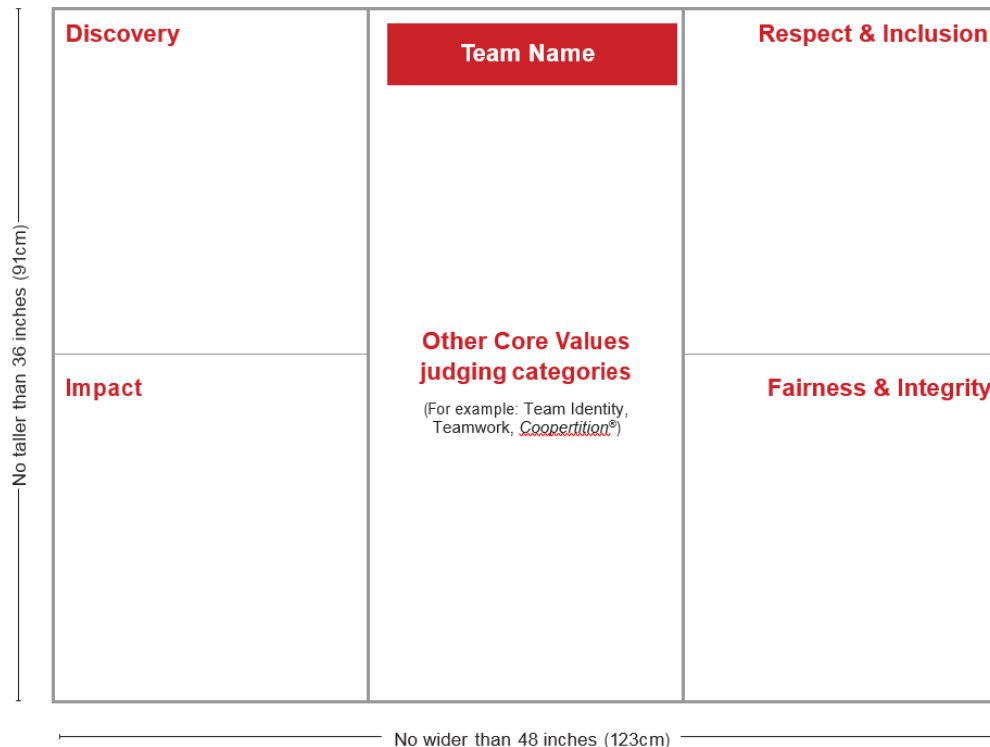 Discovery
Team Name
Respect & Inclusion
No taller than 36 inches (91cm)
Other Core Values
judging categories
(For example: Team Identity,
Teamwork, Coopertition®)
Impact
Fairness & Integrity
No wider than 48 inches (123cm)